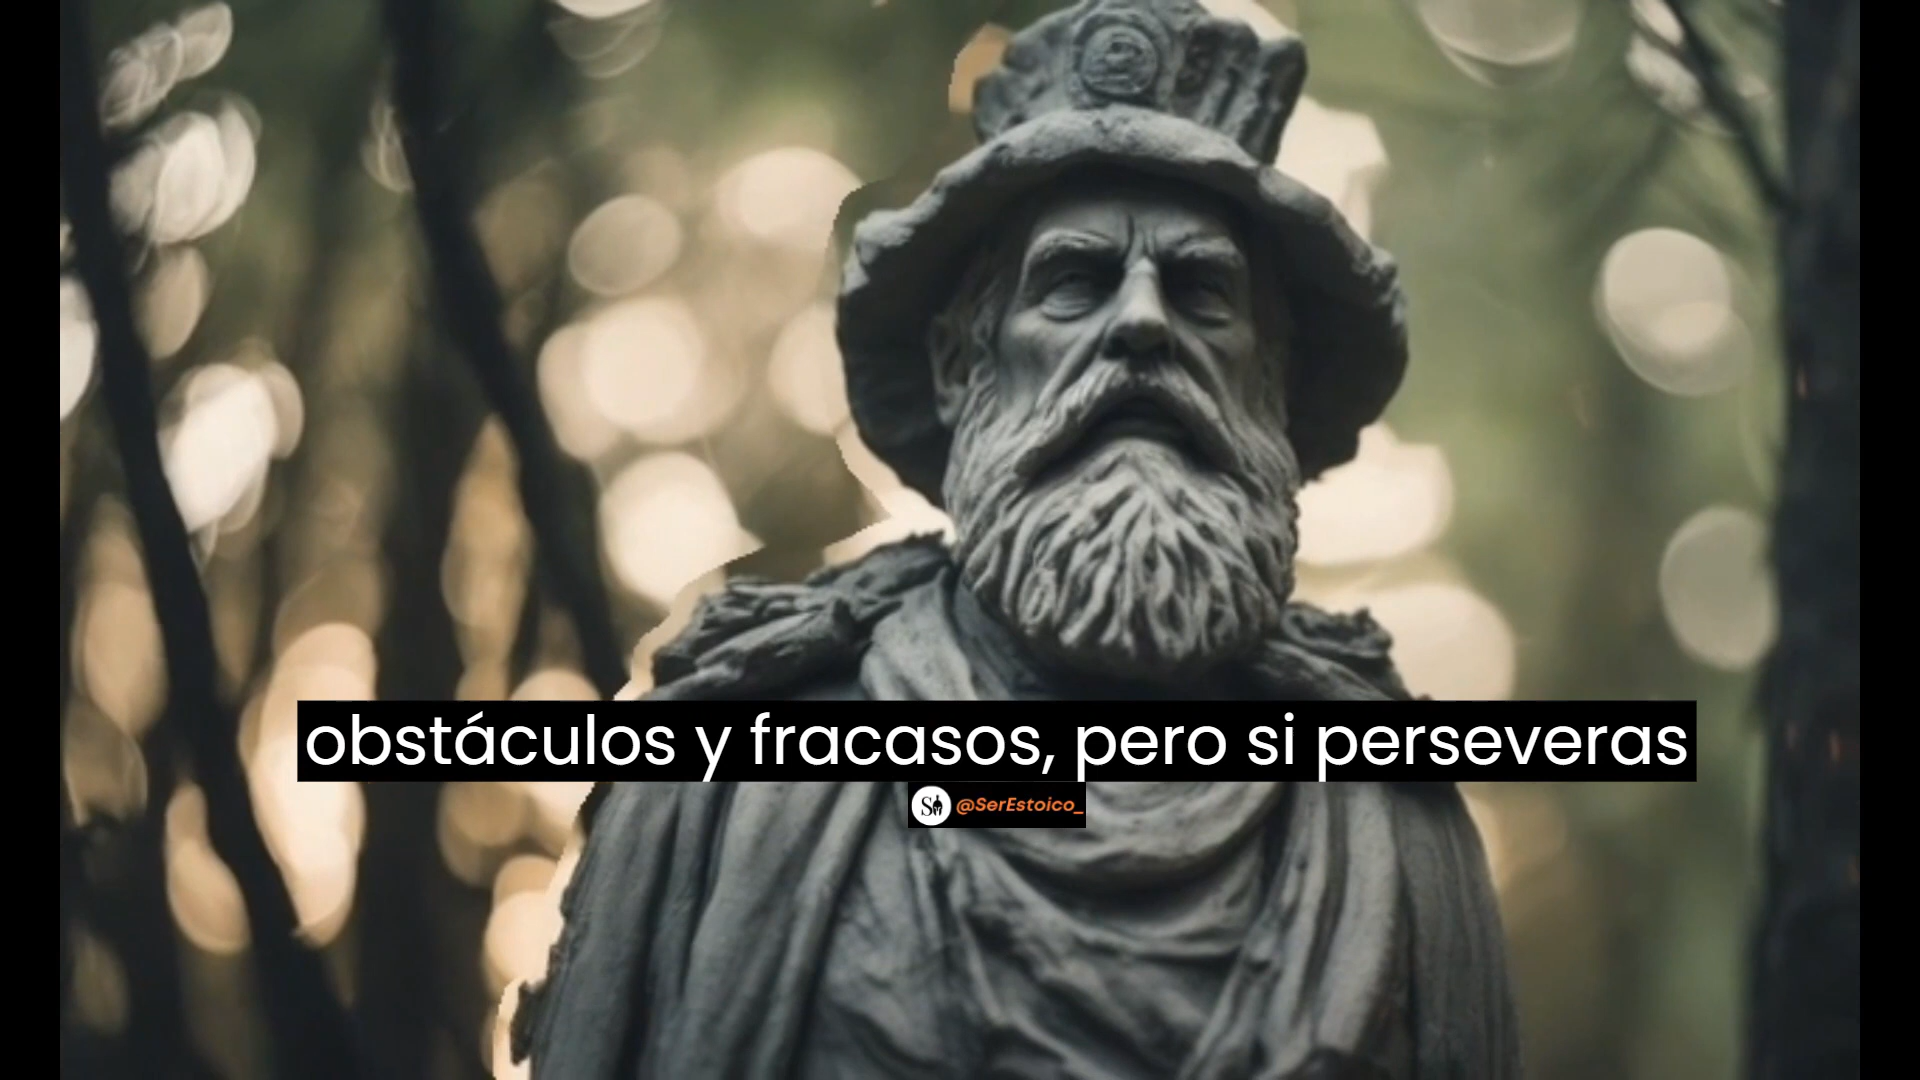 obstáculos y fracasos, pero si perseveras
@SerEstoico_